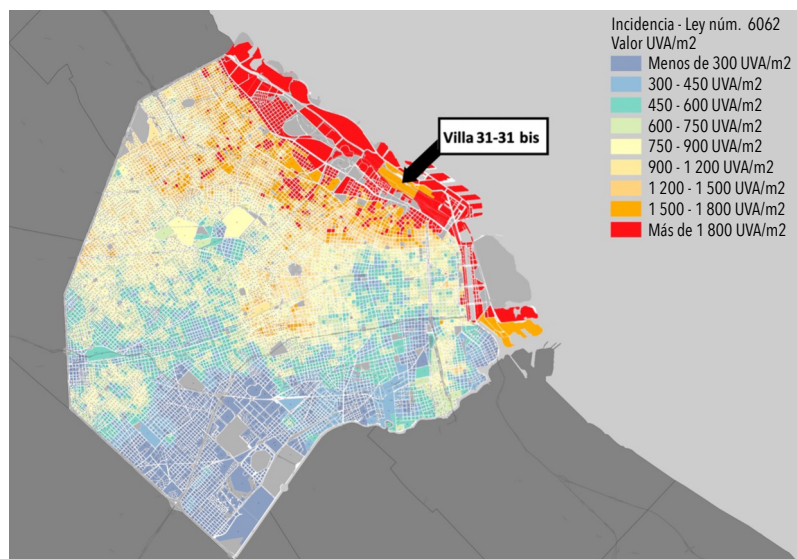 Incidencia - Ley núm. 6062
Valor UVA/m2
Menos de 300 UVA/m2
300 - 450 UVA/m2
450 - 600 UVA/m2
600 - 750 UVA/m2
750 - 900 UVA/m2
900 - 1 200 UVA/m2
1 200 - 1 500 UVA/m2
1 500 - 1 800 UVA/m2
Más de 1 800 UVA/m2
Villa 31-31 bis